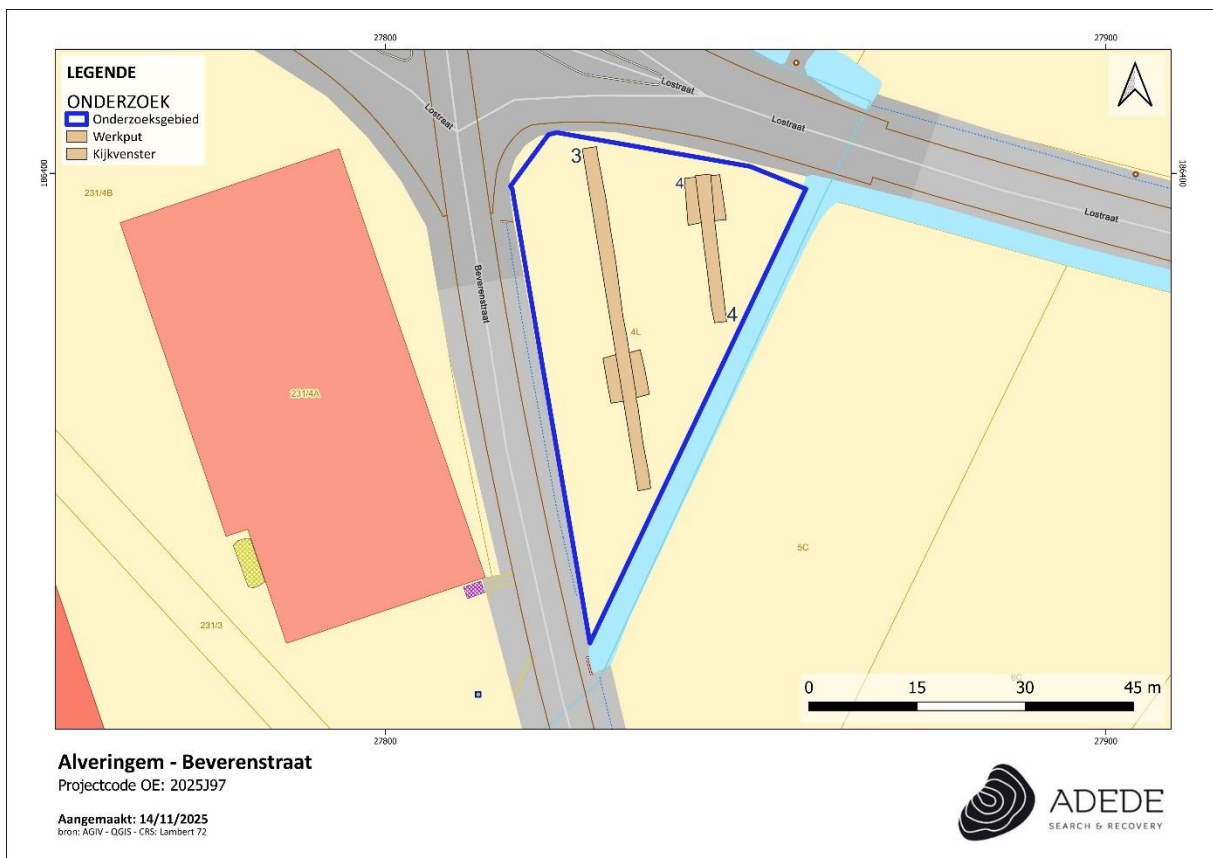 27800
27900
LEGENDE
ONDERZOEK
Onderzoeksgebied
Werkput
Kijkvenster
Lostraat
Lostraat
Lostraat
Lostraat
186400
186400
231/4B
3
4
4
4L
Beverenstraat
231/4A
5C
231/3
6C
0 15 30 45 m
27800
27900
Alveringem - Beverenstraat
Projectcode OE: 2025J97
Aangemaakt: 14/11/2025
bron: AGIV - QGIS - CRS: Lambert 72
ADEDE
SEARCH & RECOVERY